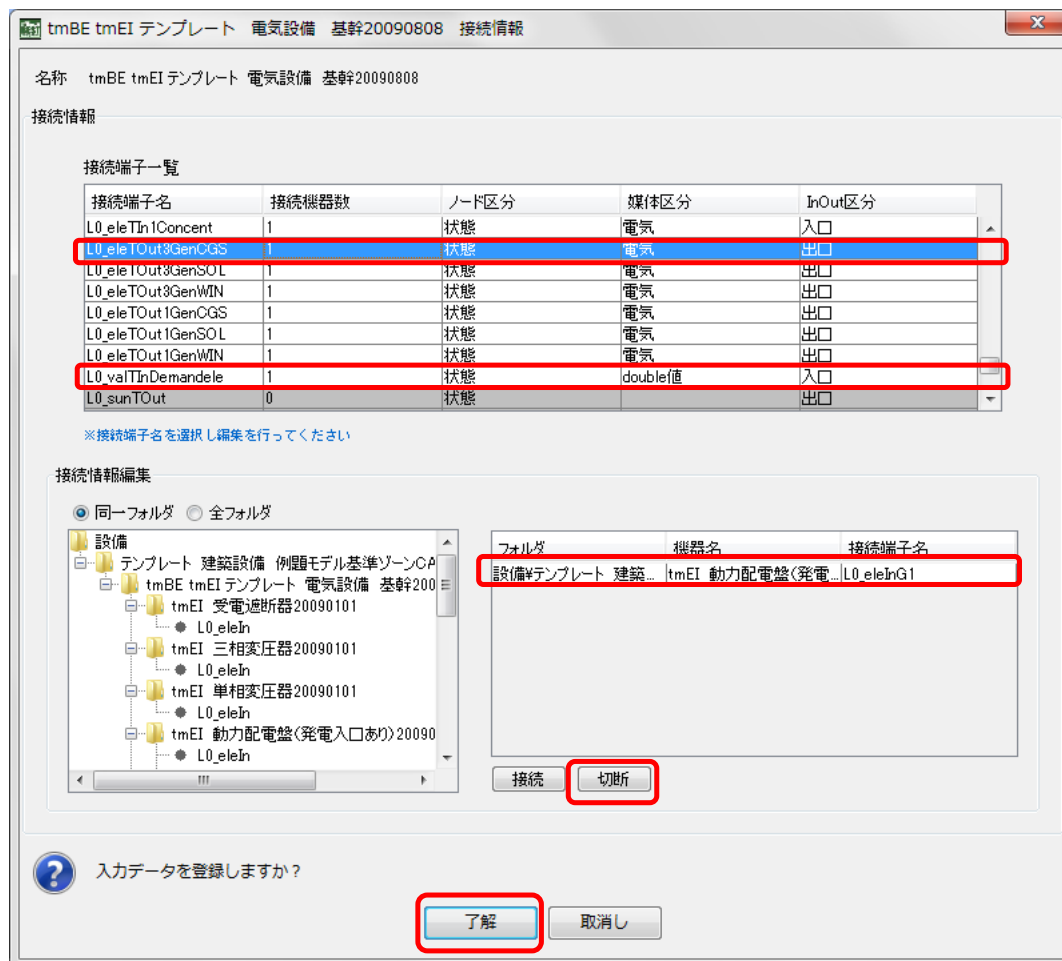 tmBE tmEI テンプレート 電気設備 基幹20090808 接続情報
名称 tmBE tmEI テンプレート 電気設備 基幹20090808
接続情報
接続端子一覧
接続端子名 接続機器数 ノード区分 媒体区分 InOut区分
L0_eleTIn1Concent 1 状態 電気 入口
L0_eleTOut3GenCGS 1 状態 電気 出口
L0_eleTOut3GenSOL 1 状態 電気 出口
L0_eleTOut3GenWIN 1 状態 電気 出口
L0_eleTOut1GenCGS 1 状態 電気 出口
L0_eleTOut1GenSOL 1 状態 電気 出口
L0_eleTOut1GenWIN 1 状態 電気 出口
L0_valTInDemandele 1 状態 double値 入口
L0_sunTOut 0 状態 出口
※接続端子名を選択し編集を行ってください
接続情報編集
同一フォルダ 全フォルダ
設備
テンプレート 建築設備 例題モデル基準ゾーンCA
tmBE tmEI テンプレート 電気設備 基幹200
tmEI 受電遮断器20090101
L0_eleIn
tmEI 三相変圧器20090101
L0_eleIn
tmEI 単相変圧器20090101
L0_eleIn
tmEI 動力配電盤(発電入口あり)20090
L0_eleIn
フォルダ 機器名 接続端子名
設備¥テンプレート 建築... tmEI 動力配電盤(発電... L0_eleInG1
接続 切断
入力データを登録しますか?
了解 取消し